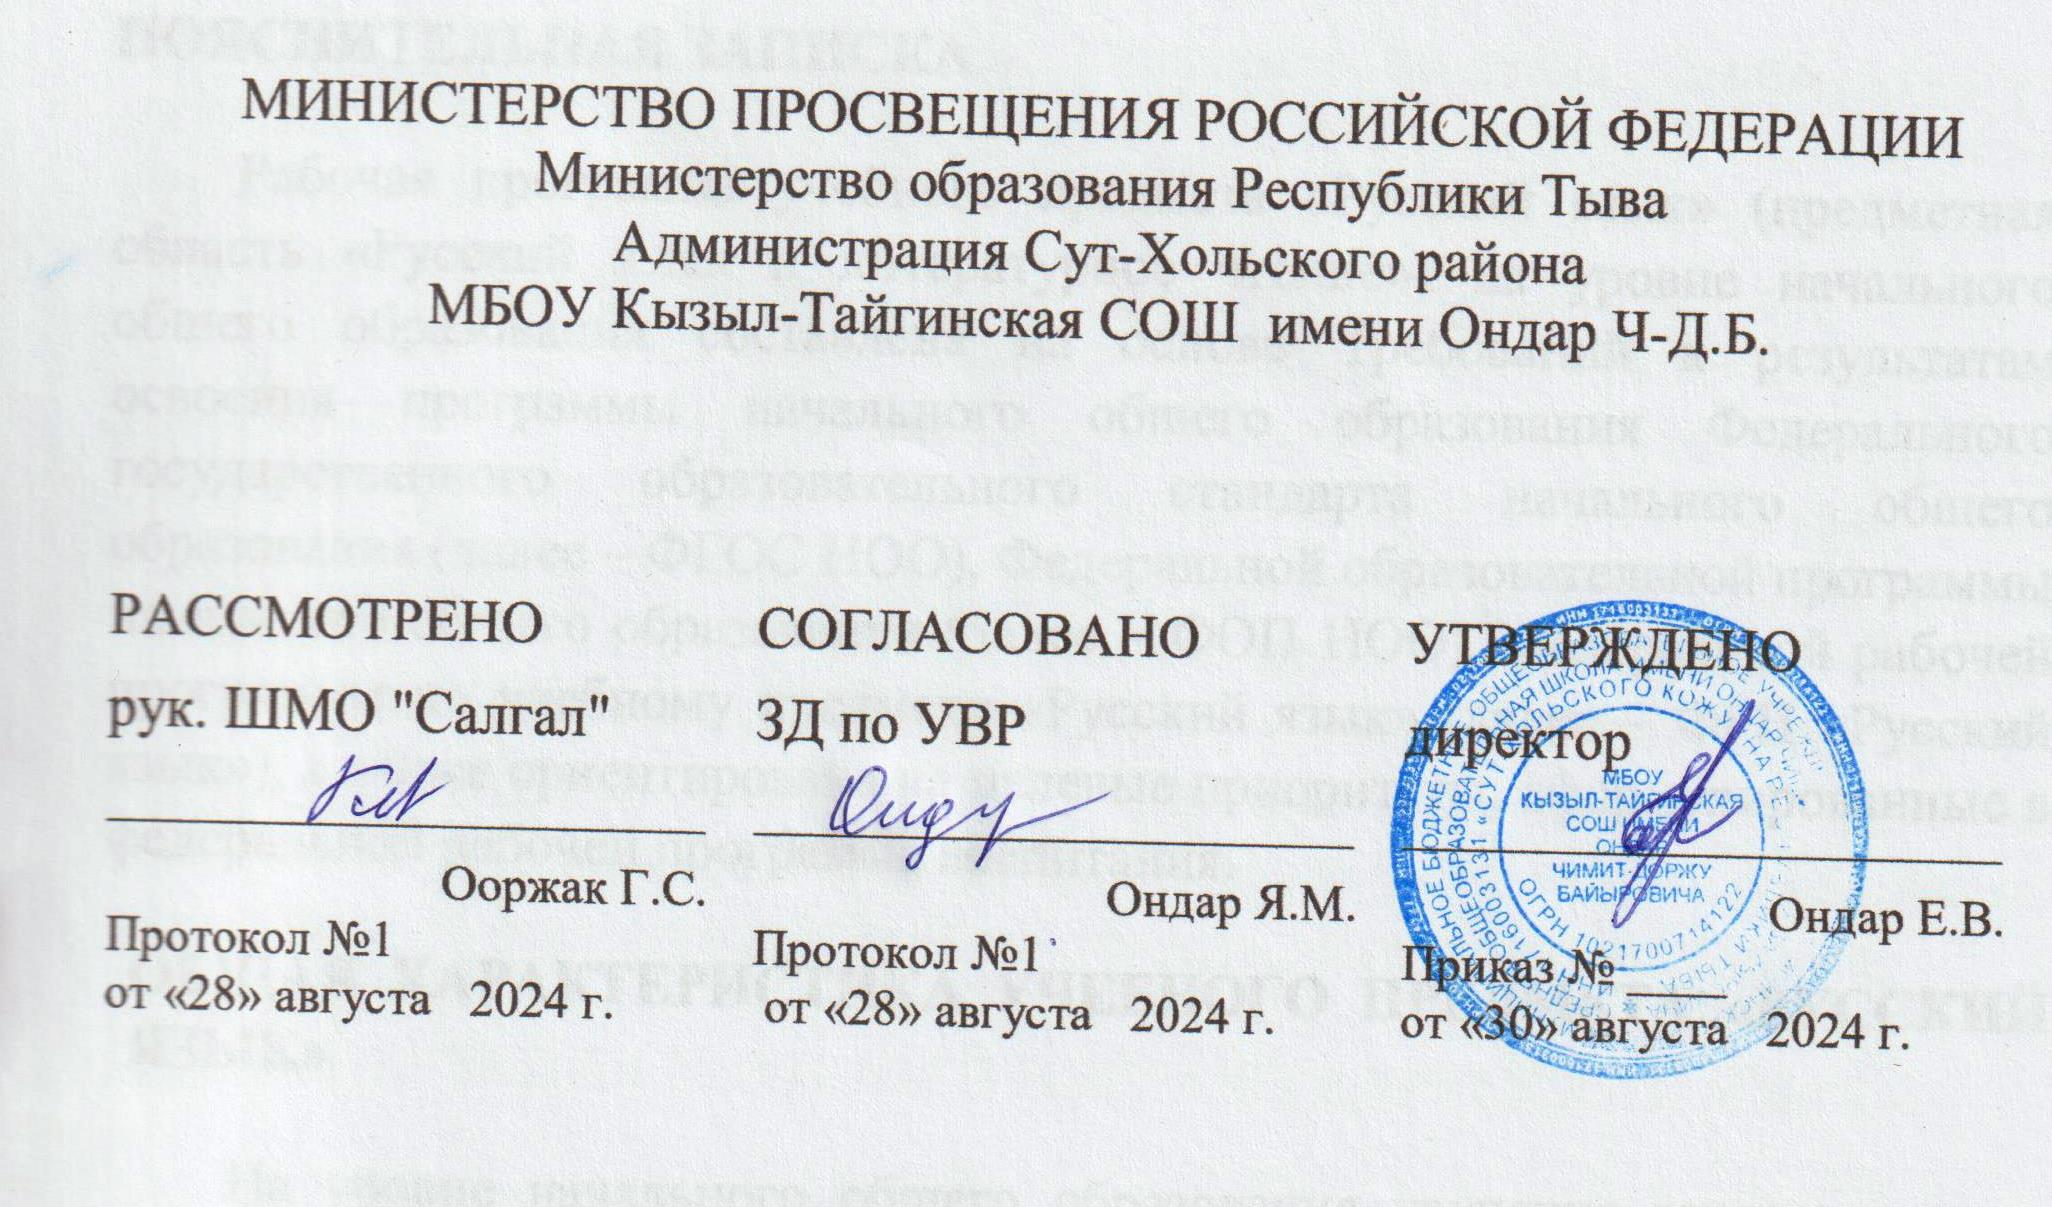 МИНИСТЕРСТВО ПРОСВЕЩЕНИЯ РОССИЙСКОЙ ФЕДЕРАЦИИ
Министерство образования Республики Тыва
Администрация Сут-Хольского района
МБОУ Кызыл-Тайгинская СОШ имени Ондар Ч-Д.Б.
РАССМОТРЕНО
рук. ШМО "Салгал"
Ооржак Г.С.
Протокол №1
от «28» августа 2024 г.
СОГЛАСОВАНО
ЗД по УВР
Ондар Я.М.
Протокол №1
от «28» августа 2024 г.
УТВЕРЖДЕНО
директор
Ондар Е.В.
Приказ № ____
от «30» августа 2024 г.
МБОУ
КЫЗЫЛ-ТАЙГИНСКАЯ
СОШ ИМЕНИ
ЧИМИТ-ДОРЖУ
БАЙЫРОВИЧА
ОГРН 1021700714122